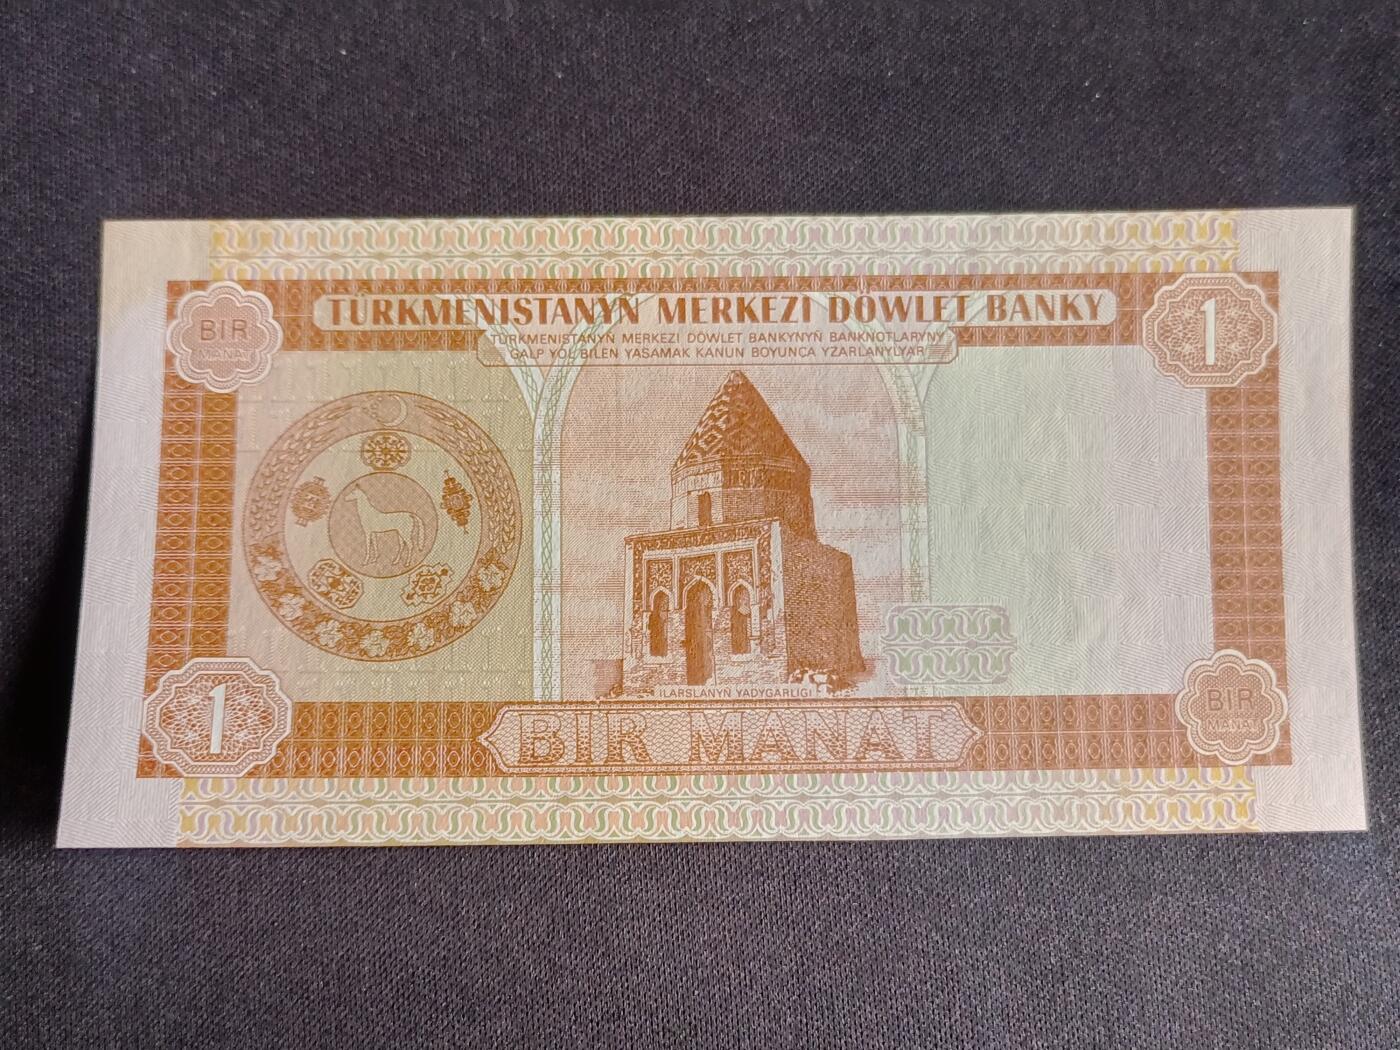 TÜRKMENISTANYŇ MERKEZI DÖWLET BANKY
TÜRKMENISTANYŇ MERKEZI DÖWLET BANKYNYŇ BANKNOTLARYNY
GALP ÝOL BILEN ÝASAMAK KANUN BOÝUNÇA YZARLANÝLÝAR
BIR
MANAT
1
ILARSLANYŇ ÝADYGÄRLIGI
1
BIR MANAT
BIR
MANAT